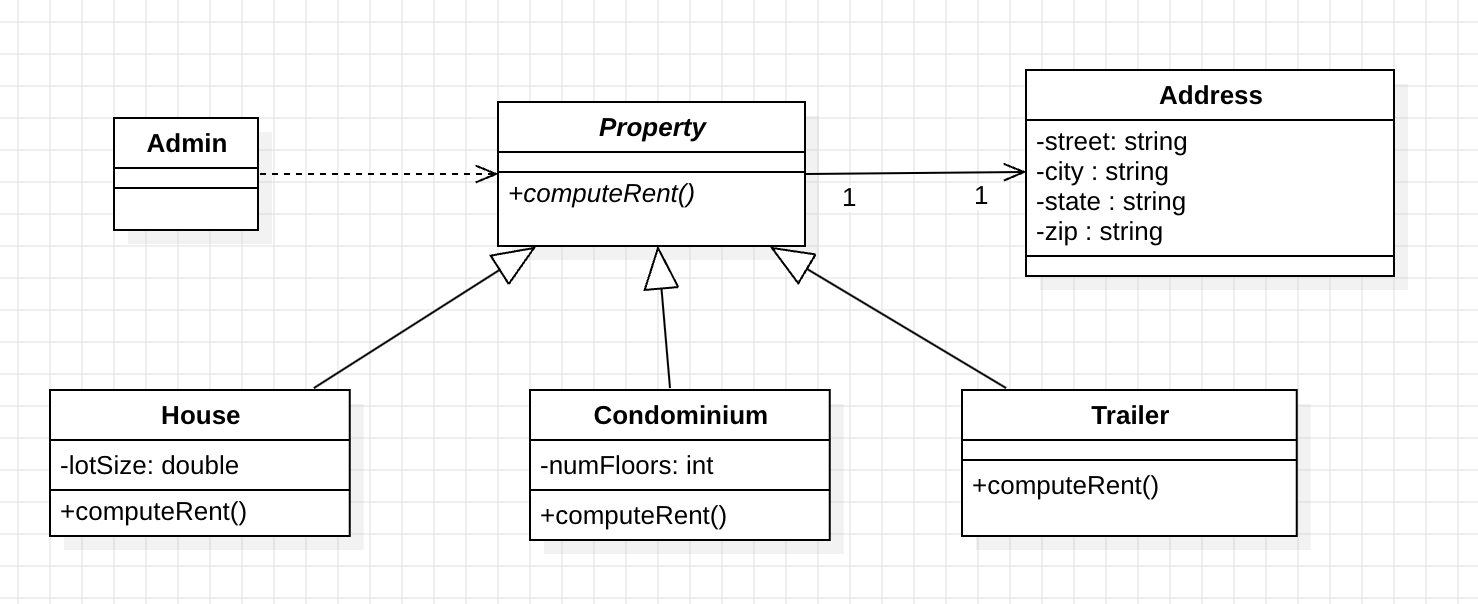 Admin
Property
+computeRent()
1
1
Address
-street: string
-city : string
-state : string
-zip : string
House
-lotSize: double
+computeRent()
Condominium
-numFloors: int
+computeRent()
Trailer
+computeRent()